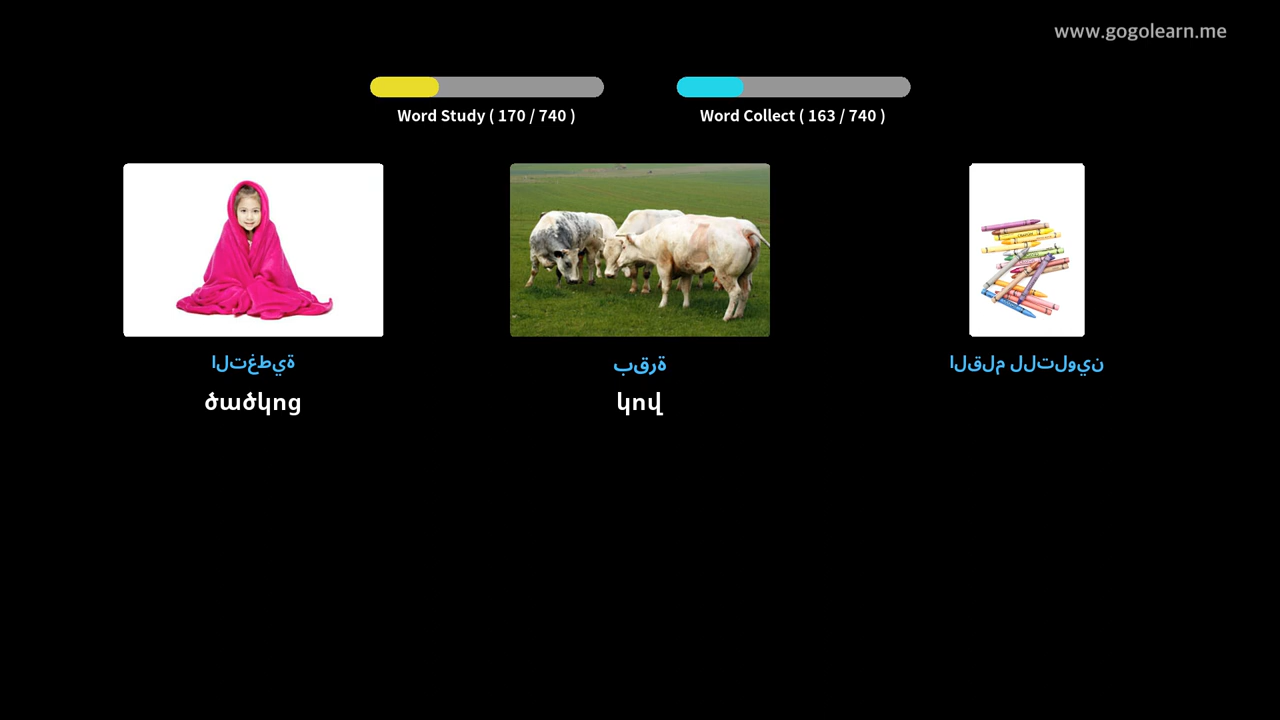 www.gogolearn.me
Word Study ( 170 / 740 )
Word Collect ( 163 / 740 )
التغطية
ծածկոց
بقرة
կով
القلم للتلوين